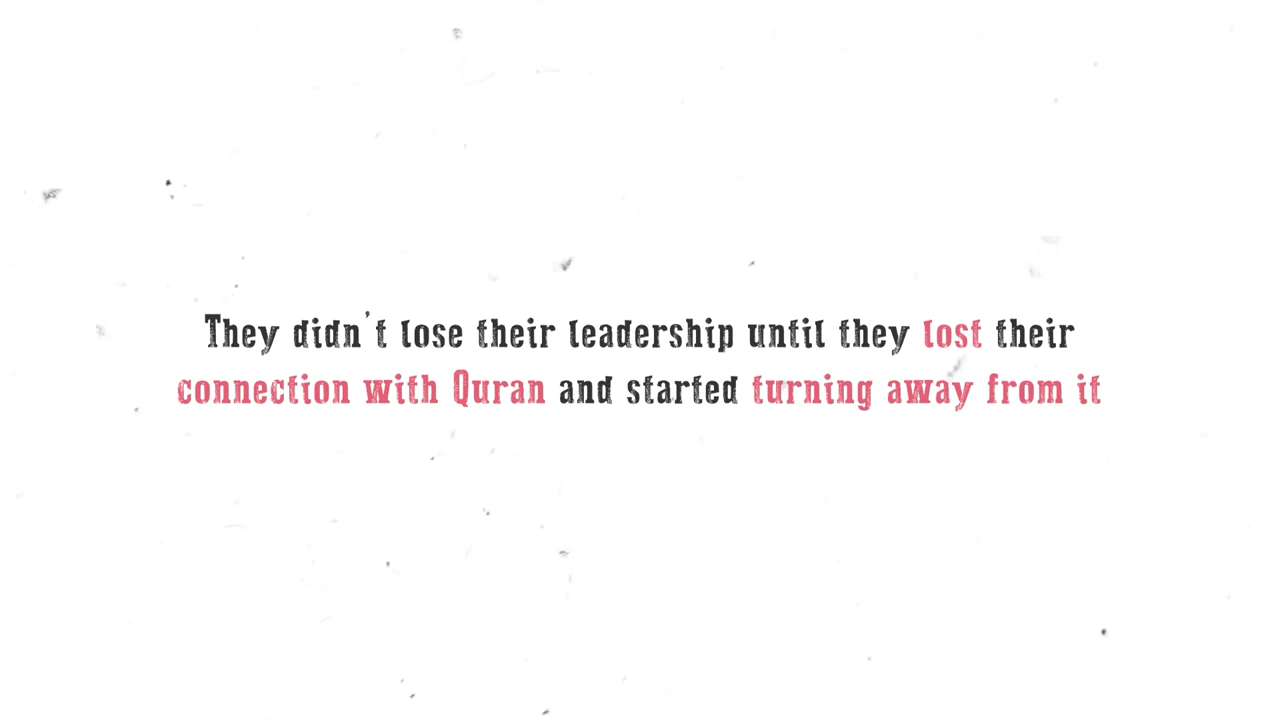 They didn't lose their leadership until they lost their
connection with Quran and started turning away from it